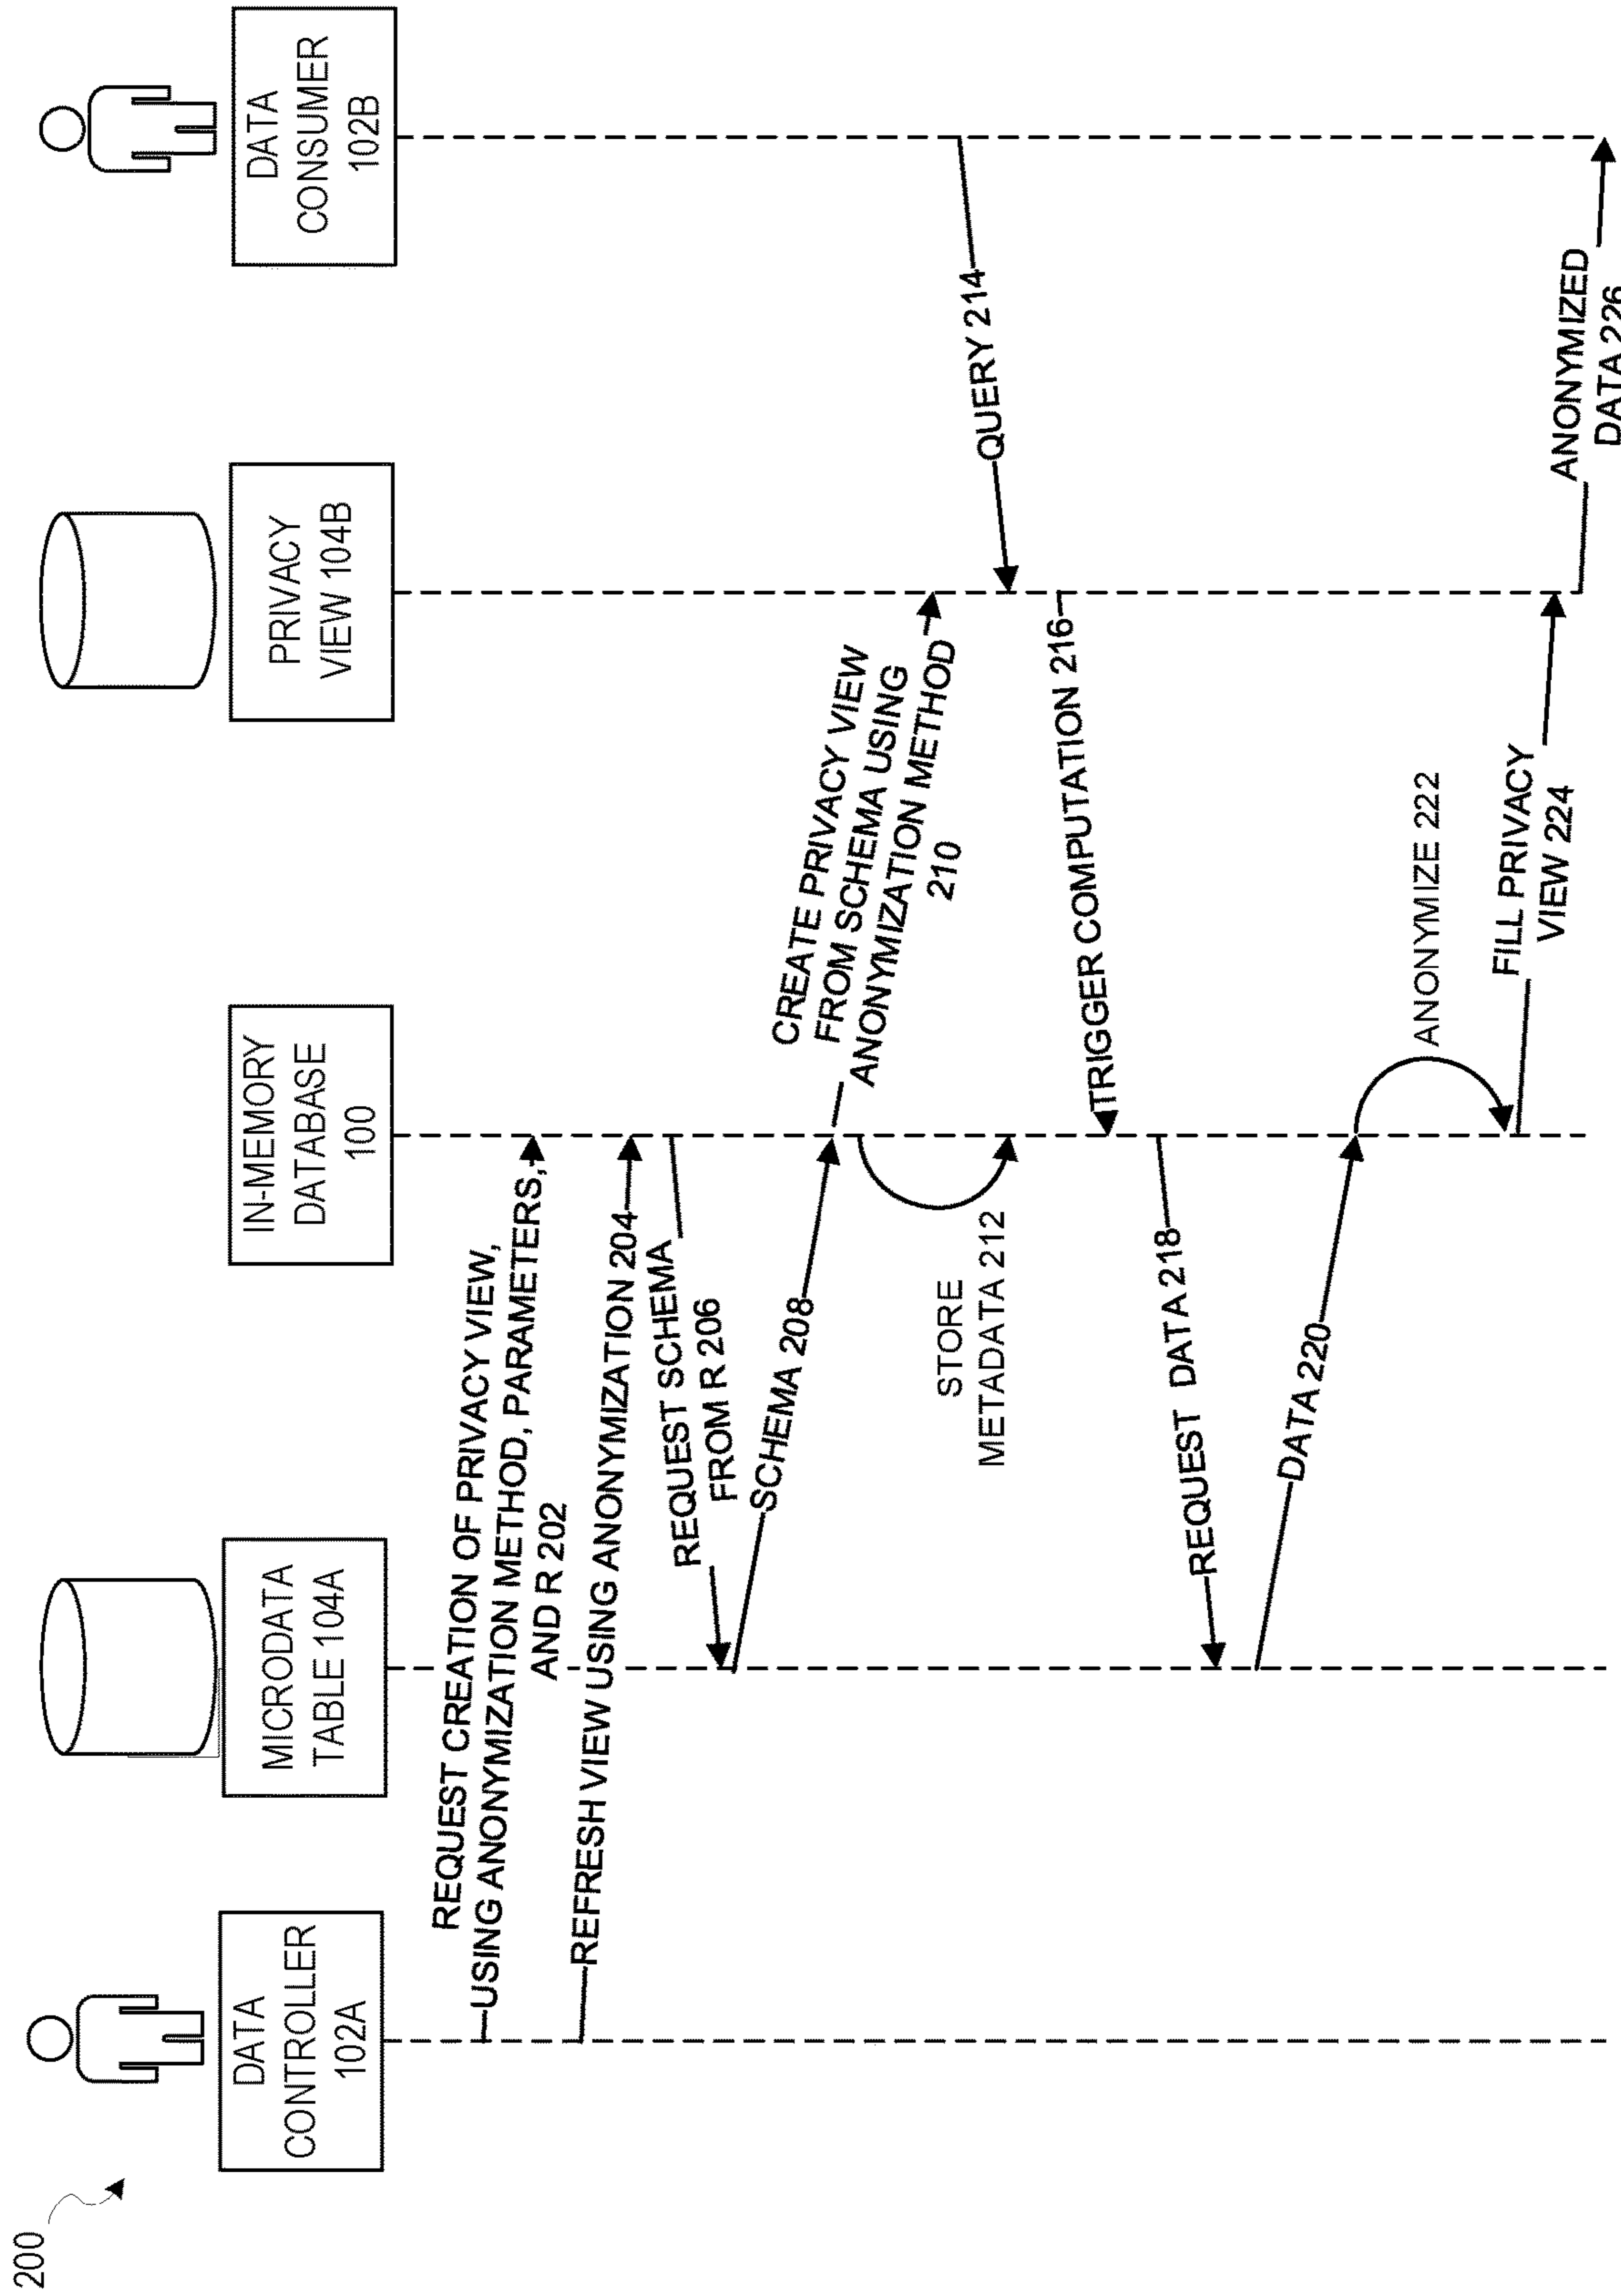 200
DATA
CONTROLLER
102A
MICRODATA
TABLE 104A
IN-MEMORY
DATABASE
100
PRIVACY
VIEW 104B
DATA
CONSUMER
102B
REQUEST CREATION OF PRIVACY VIEW,
USING ANONYMIZATION METHOD, PARAMETERS,
AND R 202
REFRESH VIEW USING ANONYMIZATION 204
REQUEST SCHEMA
FROM R 206
SCHEMA 208
CREATE PRIVACY VIEW
FROM SCHEMA USING
ANONYMIZATION METHOD
210
STORE
METADATA 212
QUERY 214
TRIGGER COMPUTATION 216
REQUEST DATA 218
DATA 220
ANONYMIZE 222
FILL PRIVACY
VIEW 224
ANONYMIZED
DATA 226